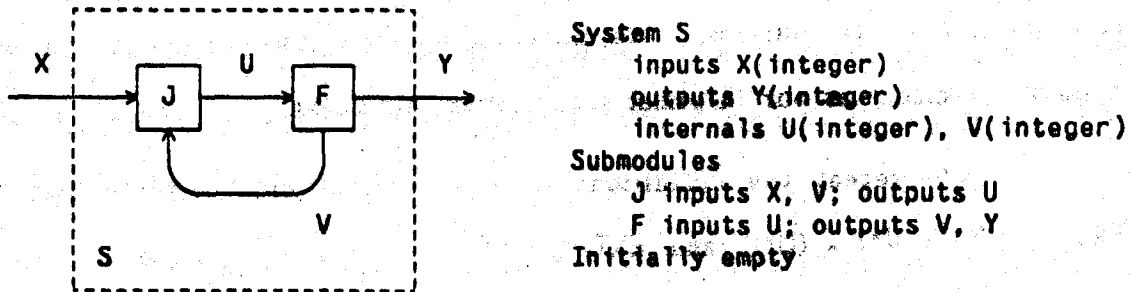 X
U
Y
J
F
V
S
System S
inputs X(integer)
outputs Y(integer)
internals U(integer), V(integer)
Submodules
J inputs X, V; outputs U
F inputs U; outputs V, Y
Initially empty